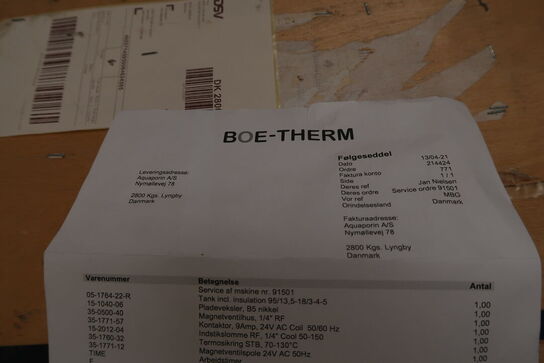 DSV
DK 280
BOE-THERM
Leveringsadresse:
Aquaporin A/S
Nymøllevej 78
2800 Kgs. Lyngby
Danmark
Følgeseddel
Dato 13/04-21
Ordre 214424
Faktura konto 771
Side 1 / 1
Deres ref Jan Nielsen
Deres ordre Service ordre 91501
Vor ref MBG
Orindelsesland Danmark
Fakturaadresse:
Aquaporin A/S
Nymøllevej 78
2800 Kgs. Lyngby
Danmark
Varenummer Betegnelse Antal
Service af mskine nr. 91501
05-1764-22-R Tank incl. insulation 95/13,5-18/3-4-5 1,00
15-1040-06 Pladeveksler, B5 nikkel 1,00
35-0500-40 Magnetventilhus, 1/4" RF 1,00
35-1771-57 Kontaktor, 9Amp, 24V AC Coil 50/60 Hz 1,00
15-2012-04 Indstikslomme RF, 1/4" Cool 50-150 1,00
35-1760-32 Termosikring STB, 70-130°C 1,00
35-1771-12 Magnetventilspole 24V AC 50Hz 1,00
TIME Arbejdstimer